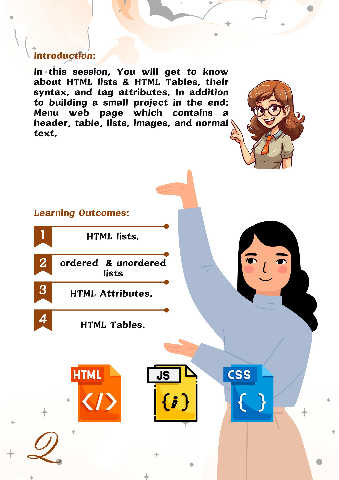 Introduction:
In this session, You will get to know
about HTML lists & HTML Tables, their
syntax, and tag attributes. In addition
to building a small project in the end:
Menu web page which contains a
header, table, lists, images, and normal
text.
Learning Outcomes:
1 HTML lists.
2 ordered & unordered
lists
3 HTML Attributes.
4 HTML Tables.
HTML JS CSS
</> {;} { }
2